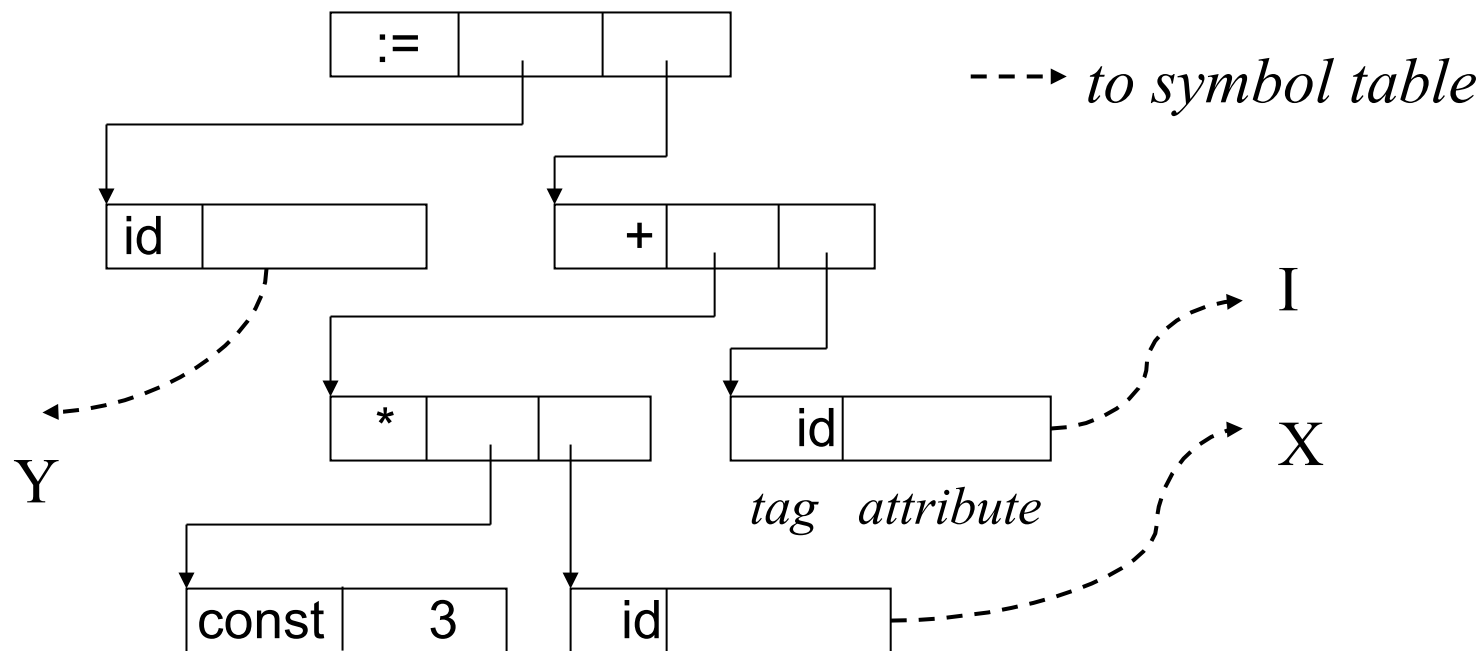 :=
to symbol table
id
+
I
*
id
X
Y
tag attribute
const 3
id